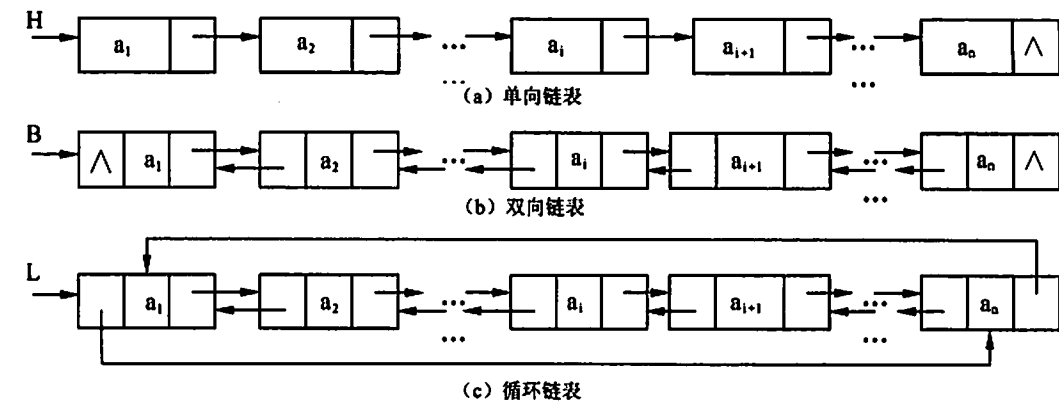 H a₁ a₂ … aᵢ aᵢ₊₁ … aₙ ∧
… …
(a) 单向链表
B ∧ a₁ a₂ … aᵢ aᵢ₊₁ … aₙ ∧
…
(b) 双向链表
L a₁ a₂ … aᵢ aᵢ₊₁ … aₙ
… …
(c) 循环链表